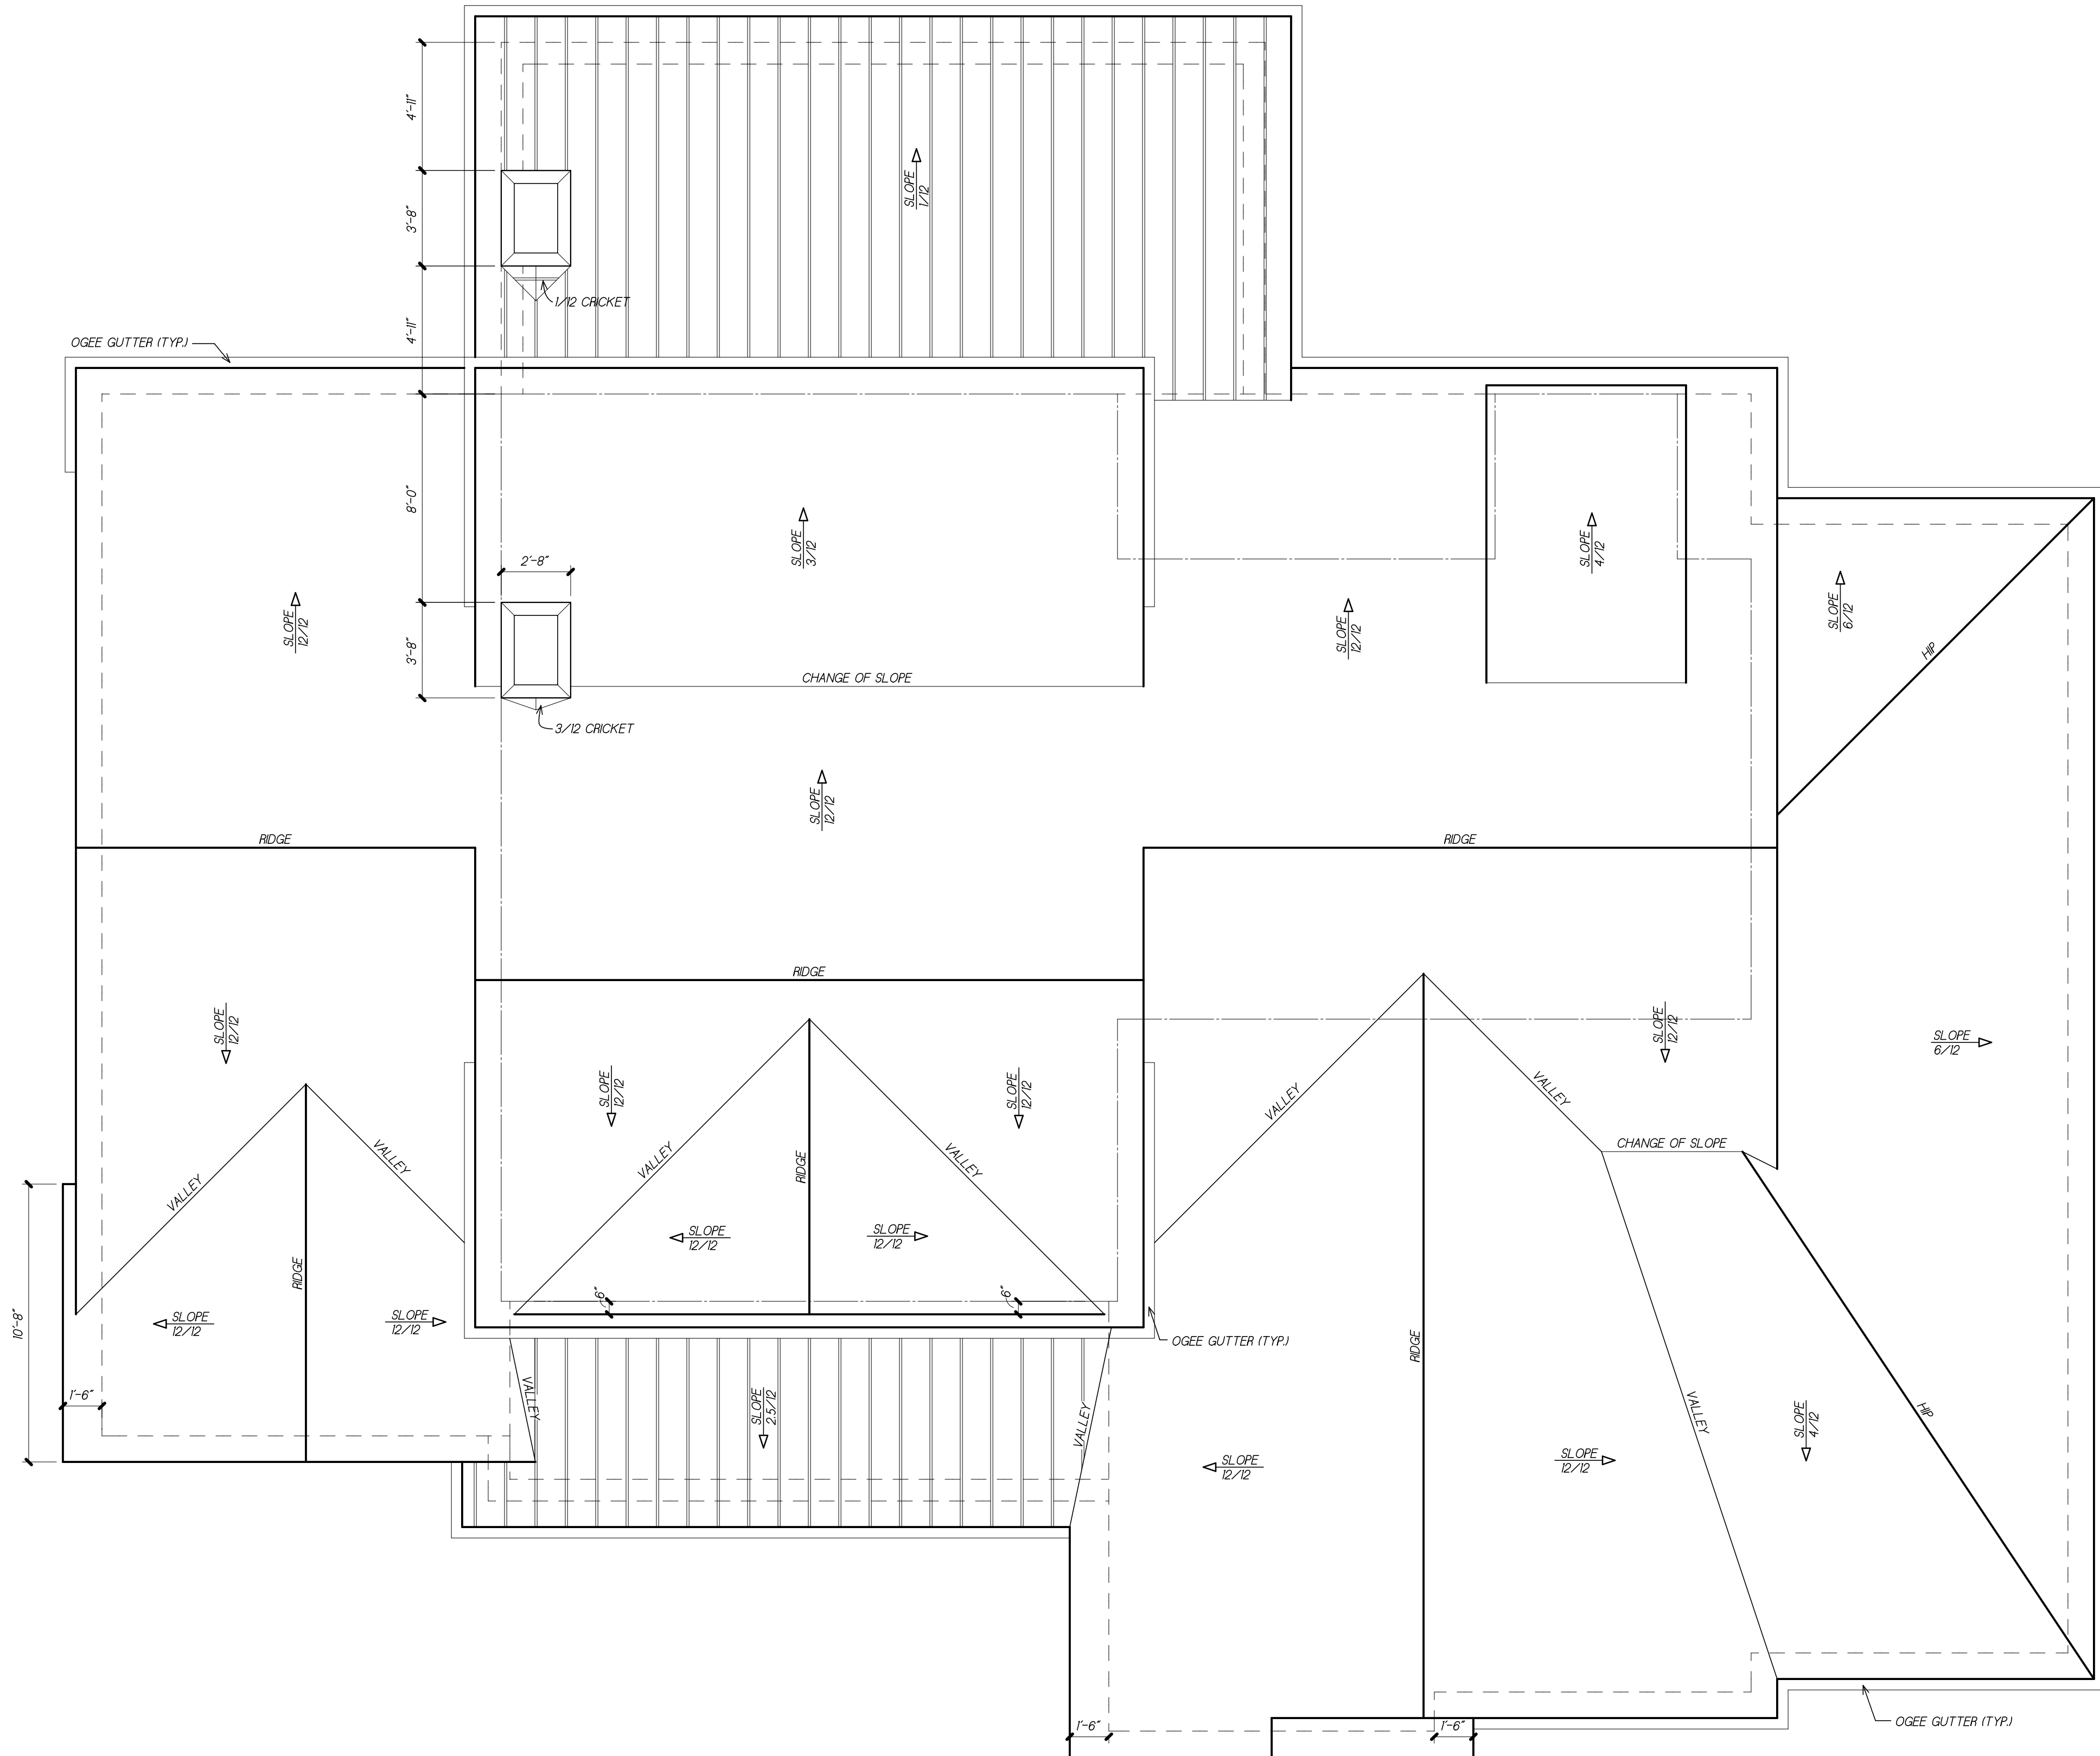 4'-11"
SLOPE
1/12
3'-8"
1/12 CRICKET
4'-11"
OGEE GUTTER (TYP.)
8'-0"
SLOPE
3/12
SLOPE
4/12
2'-8"
SLOPE
12/12
SLOPE
12/12
SLOPE
6/12
3'-8"
HIP
CHANGE OF SLOPE
3/12 CRICKET
SLOPE
12/12
RIDGE
RIDGE
RIDGE
SLOPE
12/12
SLOPE
12/12
SLOPE
6/12
SLOPE
12/12
SLOPE
12/12
VALLEY
VALLEY
CHANGE OF SLOPE
VALLEY
VALLEY
VALLEY
VALLEY
RIDGE
SLOPE
12/12
SLOPE
12/12
RIDGE
6"
6"
10'-8"
SLOPE
12/12
SLOPE
12/12
OGEE GUTTER (TYP.)
RIDGE
1'-6"
VALLEY
SLOPE
2.5/12
VALLEY
VALLEY
SLOPE
4/12
HIP
SLOPE
12/12
SLOPE
12/12
1'-6"
1'-6"
OGEE GUTTER (TYP.)